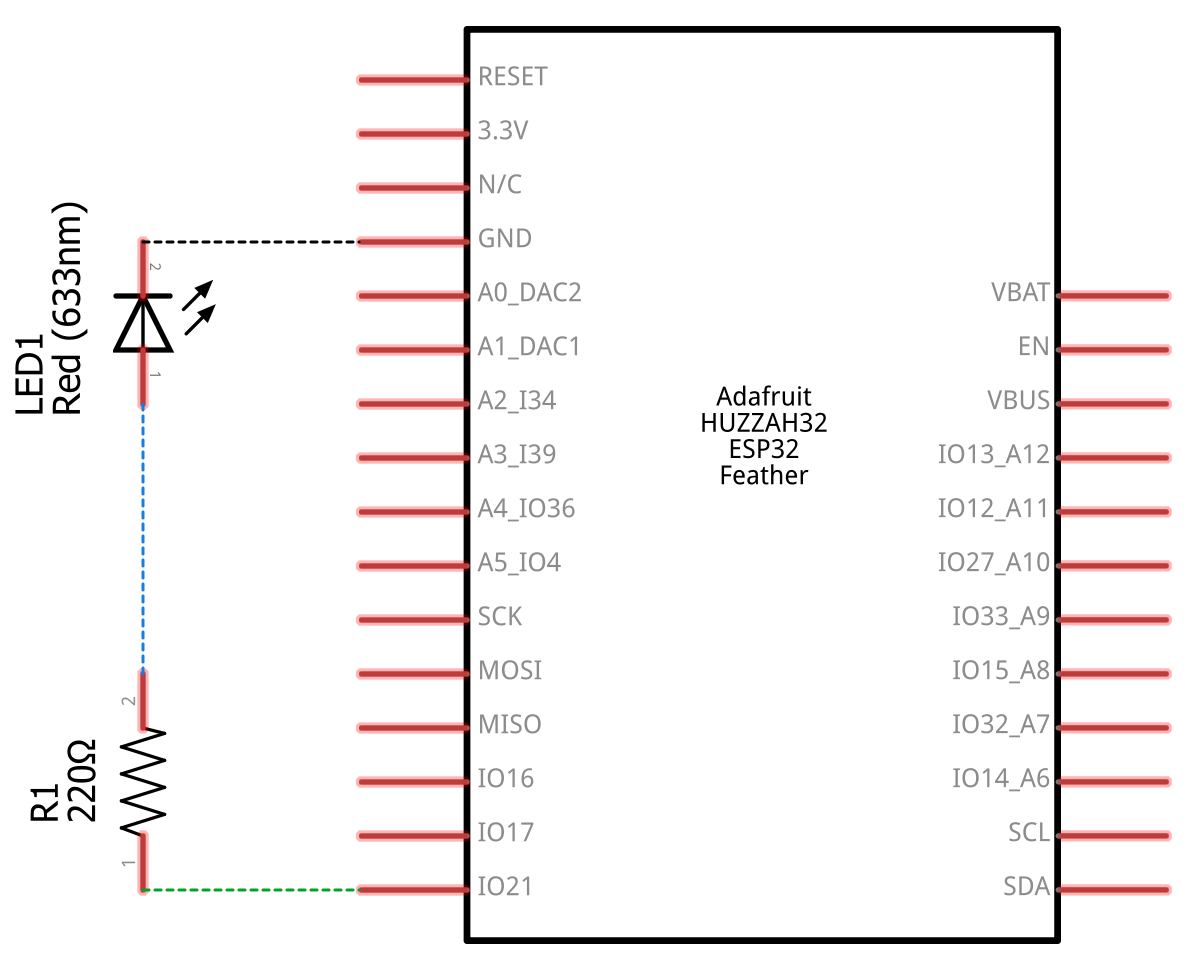 RESET
3.3V
N/C
GND
A0_DAC2
A1_DAC1
A2_I34
A3_I39
A4_IO36
A5_IO4
SCK
MOSI
MISO
IO16
IO17
IO21
Adafruit
HUZZAH32
ESP32
Feather
VBAT
EN
VBUS
IO13_A12
IO12_A11
IO27_A10
IO33_A9
IO15_A8
IO32_A7
IO14_A6
SCL
SDA
LED1
Red (633nm)
2
1
R1
220Ω
2
1